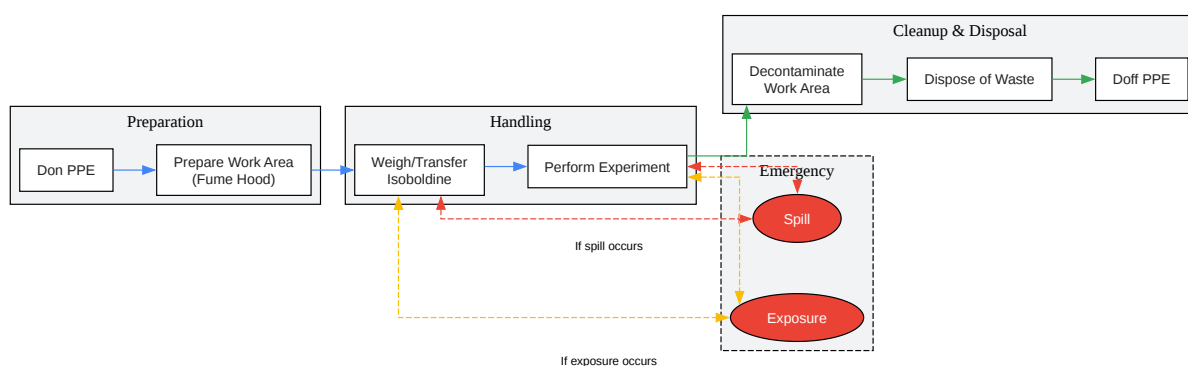 Cleanup & Disposal
Decontaminate
Work Area
Dispose of Waste
Doff PPE
Preparation
Don PPE
Prepare Work Area
(Fume Hood)
Handling
Weigh/Transfer
Isoboldine
Perform Experiment
Emergency
Spill
If spill occurs
Exposure
If exposure occurs